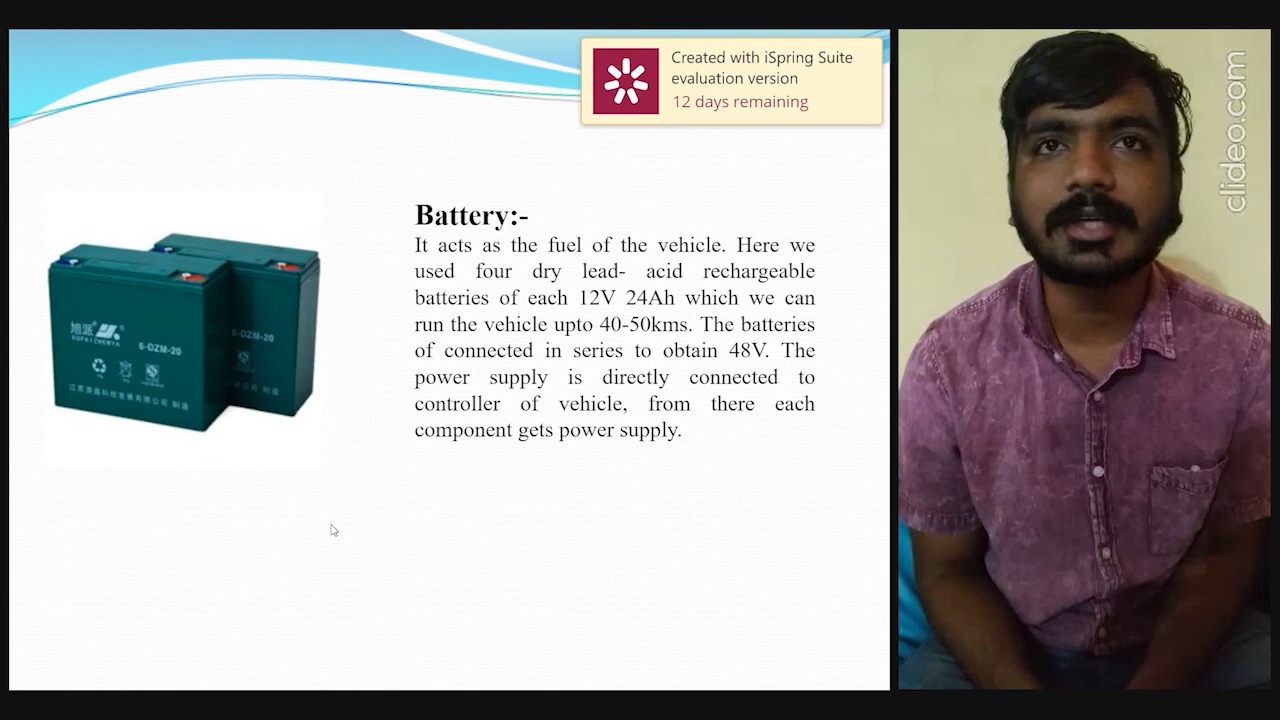 Created with iSpring Suite
evaluation version
12 days remaining
clideo.com
Battery:-
It acts as the fuel of the vehicle. Here we
used four dry lead- acid rechargeable
batteries of each 12V 24Ah which we can
run the vehicle upto 40-50kms. The batteries
of connected in series to obtain 48V. The
power supply is directly connected to
controller of vehicle, from there each
component gets power supply.
旭派
6-DZM-20
6-DZM-20